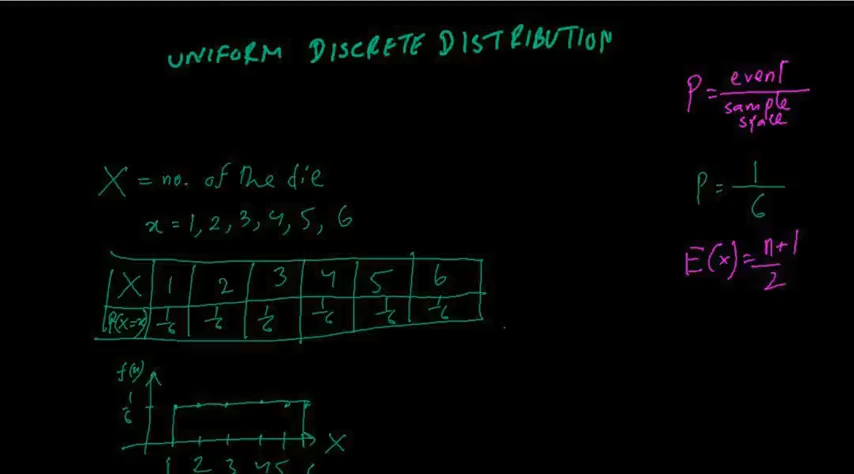 UNIFORM DISCRETE DISTRIBUTION
P = event / sample space
X = no. of the die
x = 1, 2, 3, 4, 5, 6
P = 1/6
E(x) = n+1/2
X 1 2 3 4 5 6
P(X=x) 1/6 1/6 1/6 1/6 1/6 1/6
f(x)
1/6
X
1 2 3 4 5